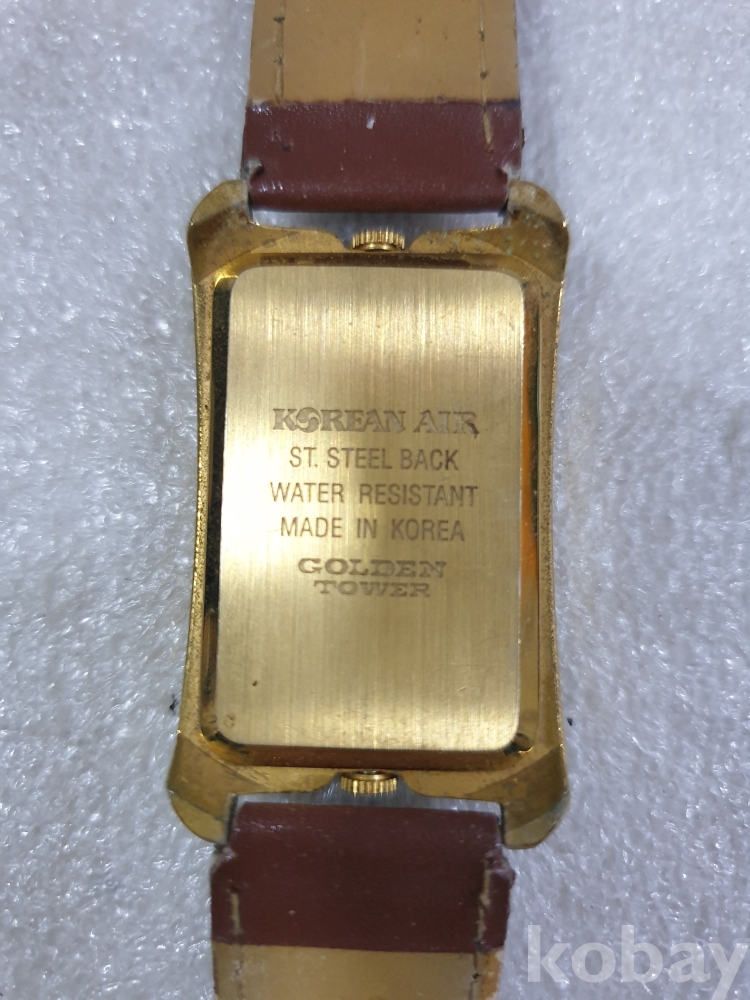 KOREAN AIR
ST. STEEL BACK
WATER RESISTANT
MADE IN KOREA
GOLDEN
TOWER
kobay